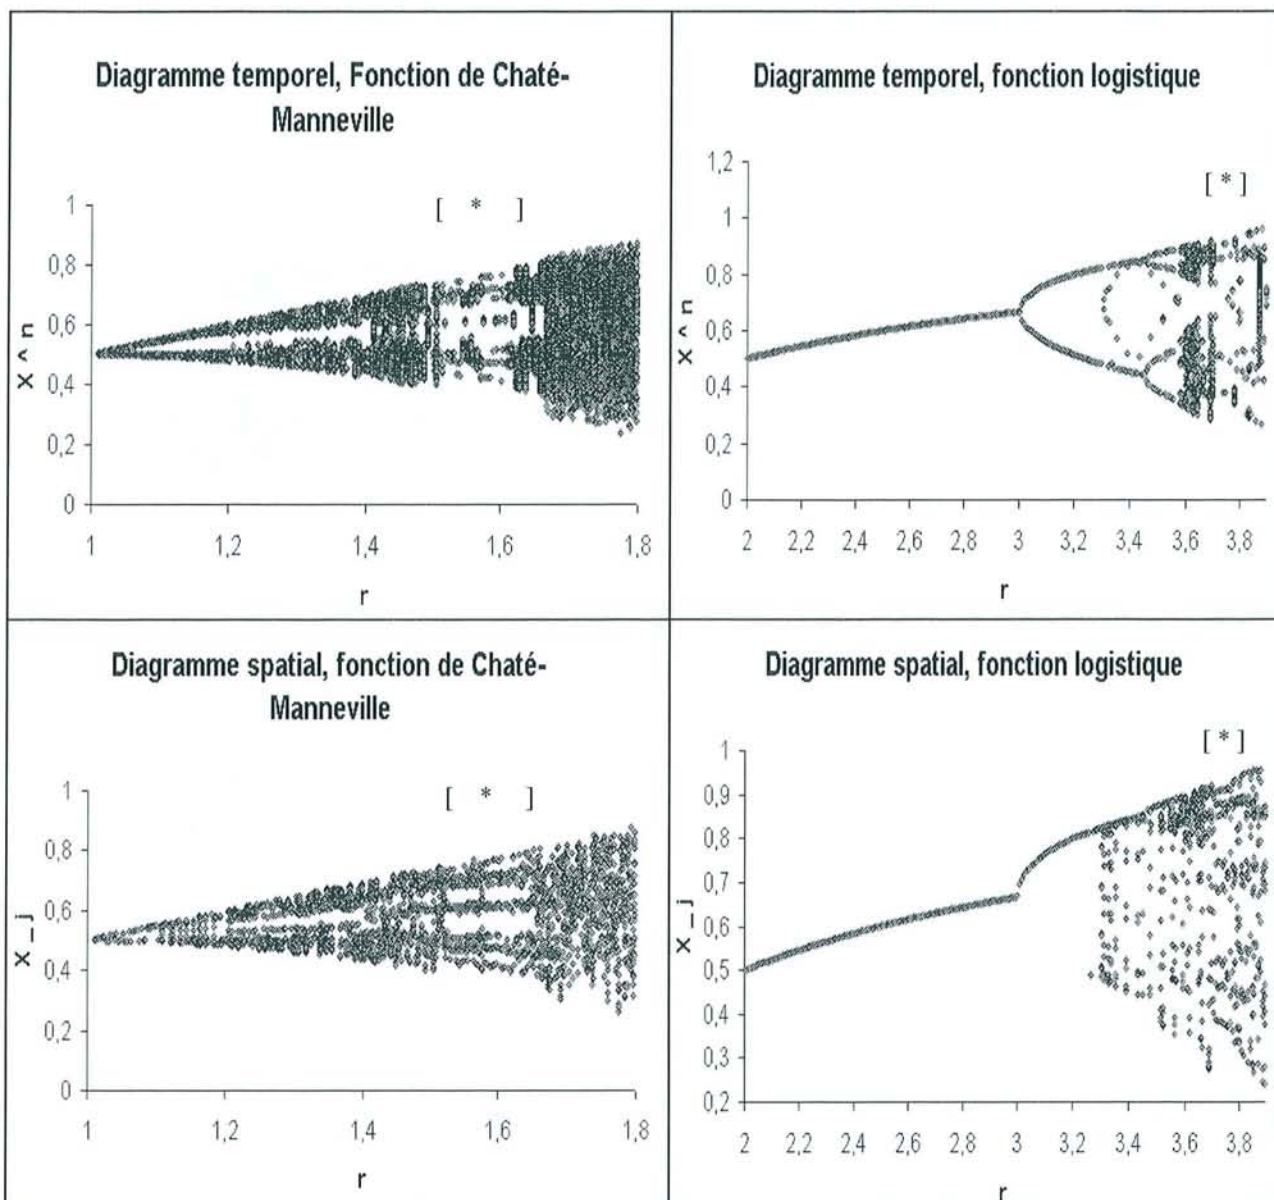 Diagramme temporel, Fonction de Chaté-
Manneville
[ * ]
1
0,8
0,6
0,4
0,2
0
X ^ n
1
1,2
1,4
1,6
1,8
r
Diagramme temporel, fonction logistique
[ * ]
1,2
1
0,8
0,6
0,4
0,2
0
X ^ n
2 2,2 2,4 2,6 2,8 3 3,2 3,4 3,6 3,8
r
Diagramme spatial, fonction de Chaté-
Manneville
[ * ]
1
0,8
0,6
0,4
0,2
0
X _ j
1
1,2
1,4
1,6
1,8
r
Diagramme spatial, fonction logistique
[ * ]
1
0,9
0,8
0,7
0,6
0,5
0,4
0,3
0,2
X _ j
2 2,2 2,4 2,6 2,8 3 3,2 3,4 3,6 3,8
r